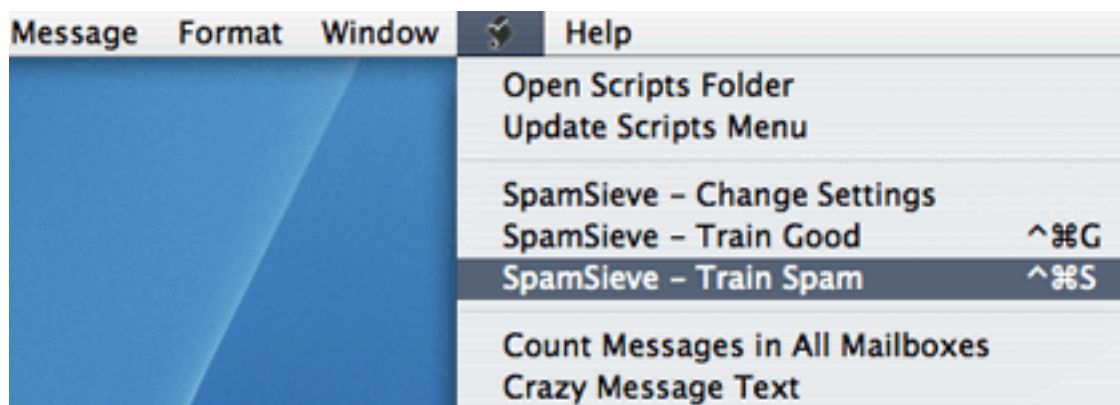 Message Format Window Help
Open Scripts Folder
Update Scripts Menu
SpamSieve – Change Settings
SpamSieve – Train Good ^⌘G
SpamSieve – Train Spam ^⌘S
Count Messages in All Mailboxes
Crazy Message Text